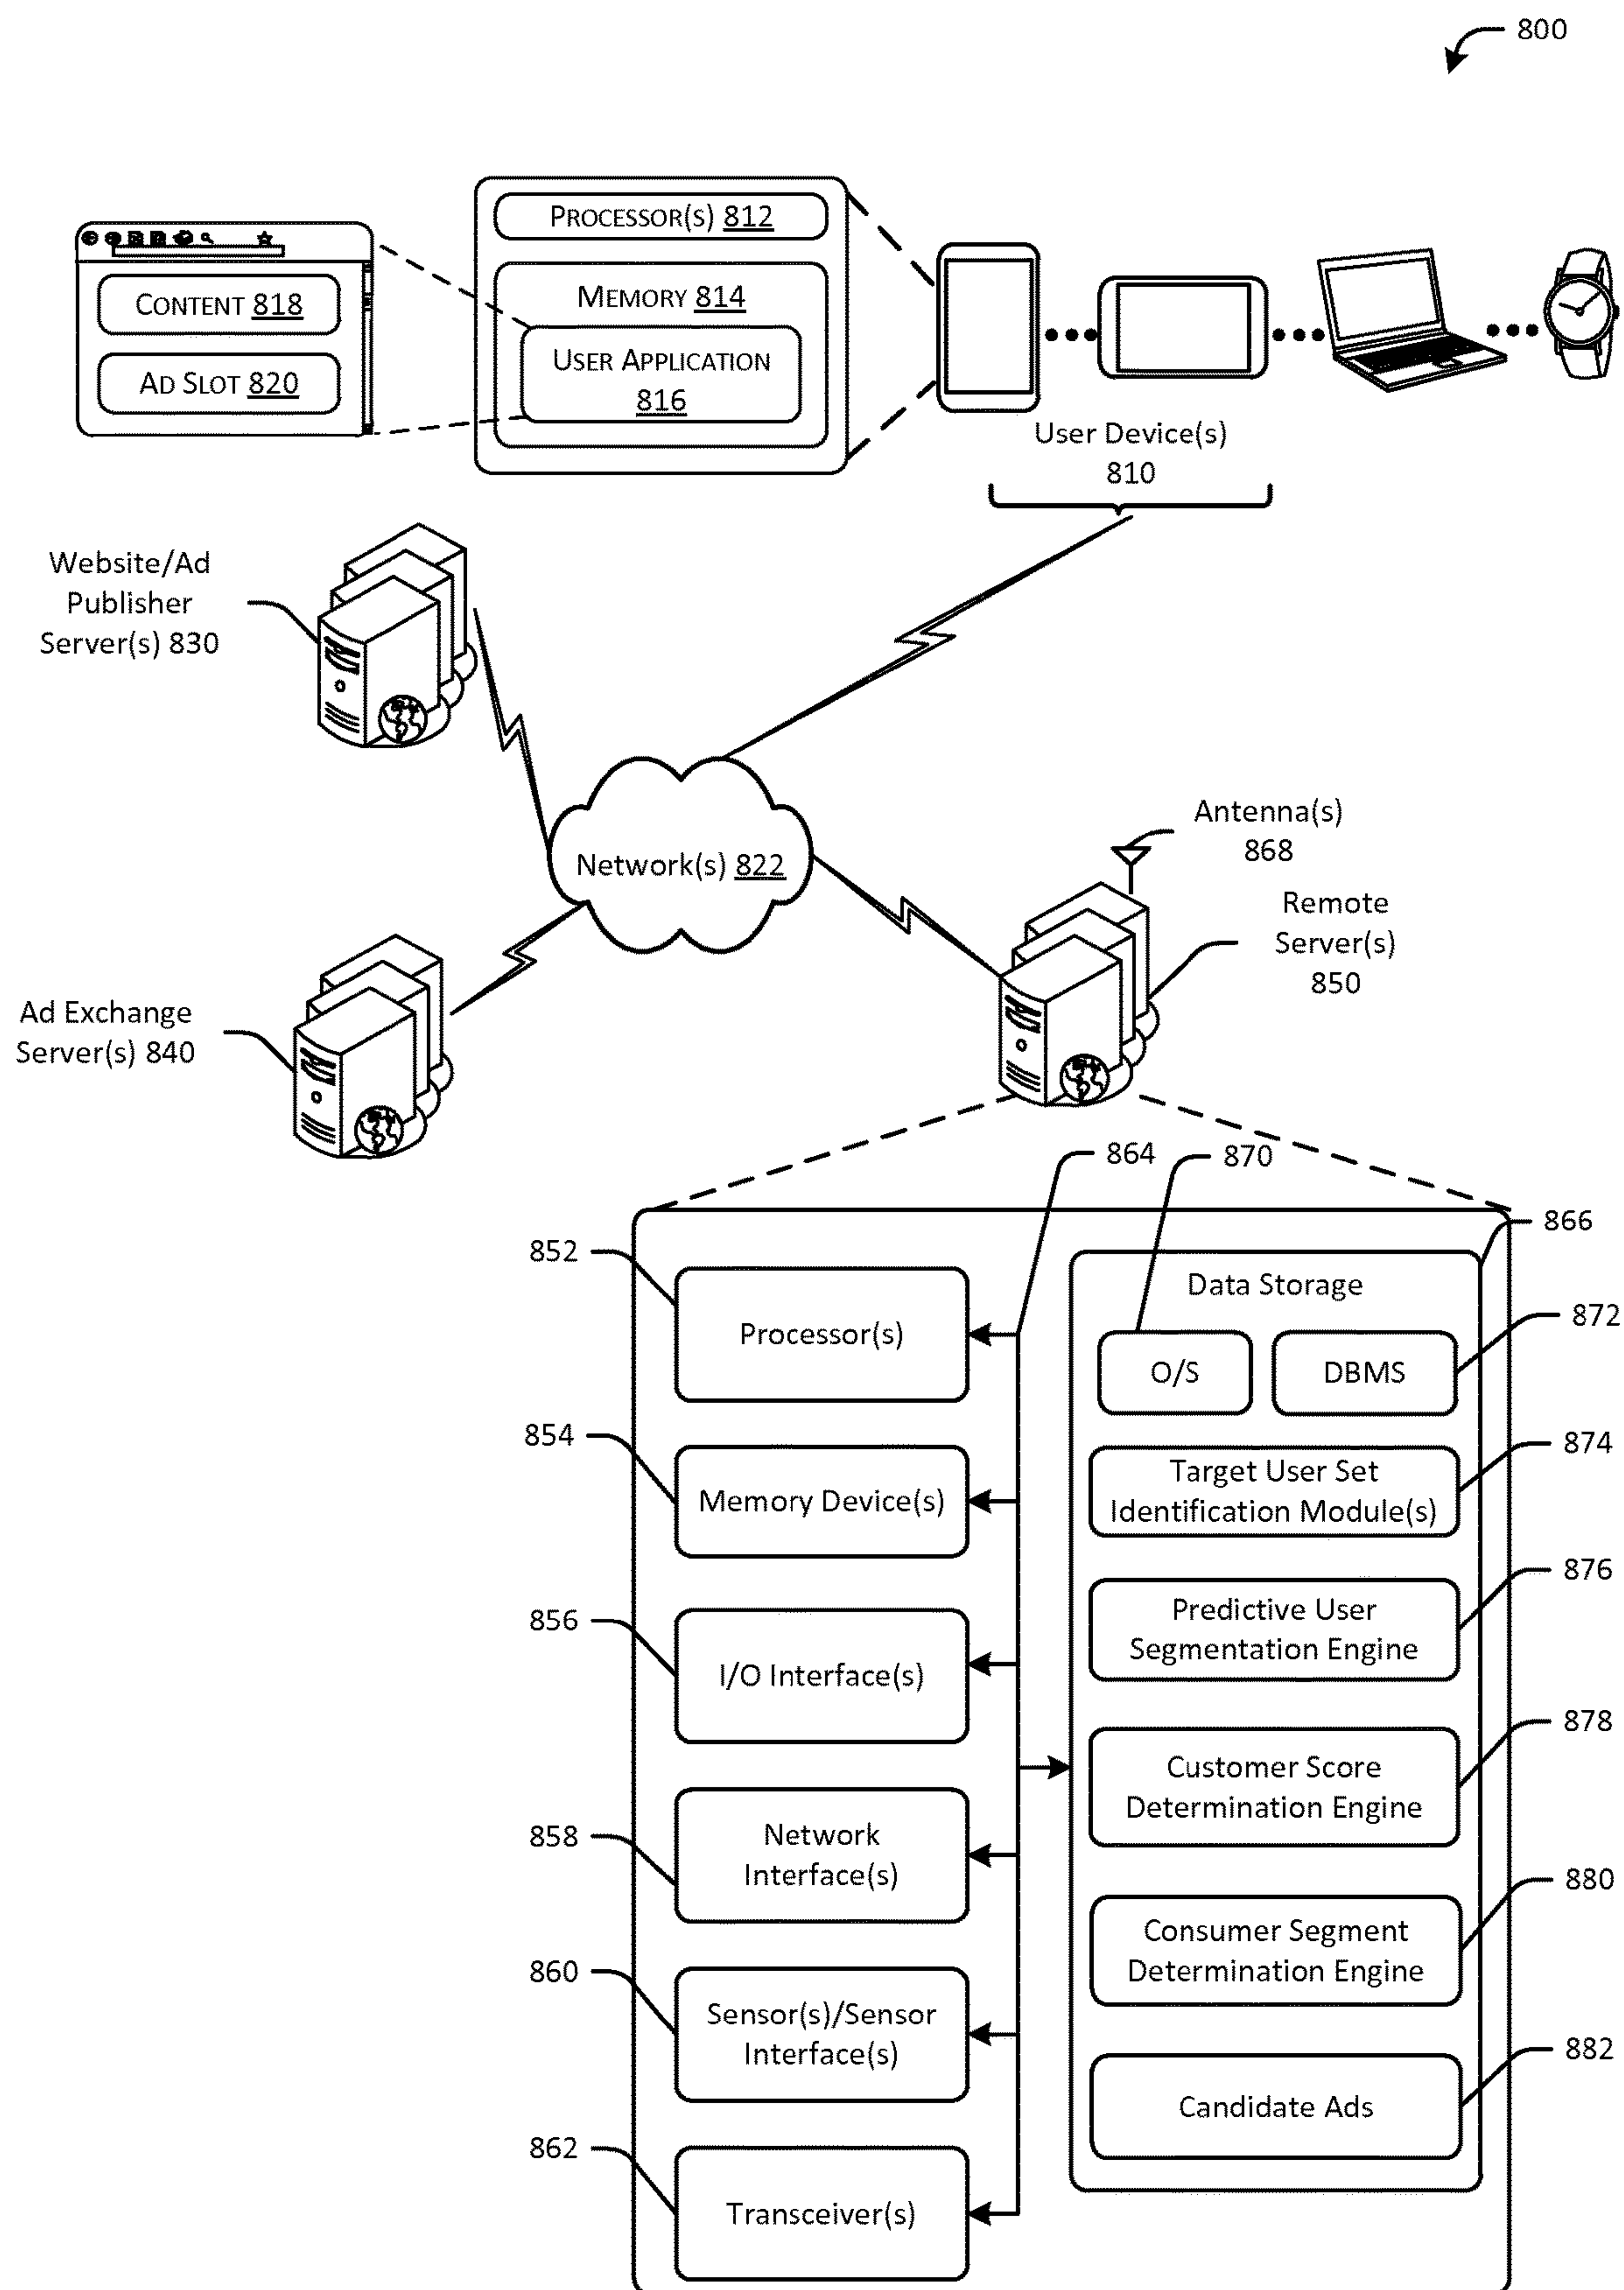 800
PROCESSOR(S) 812
MEMORY 814
USER APPLICATION
816
CONTENT 818
AD SLOT 820
User Device(s)
810
Website/Ad
Publisher
Server(s) 830
Network(s) 822
Antenna(s)
868
Remote
Server(s)
850
Ad Exchange
Server(s) 840
864
870
866
852
Processor(s)
Data Storage
O/S
DBMS
872
854
Memory Device(s)
Target User Set
Identification Module(s)
874
856
I/O Interface(s)
Predictive User
Segmentation Engine
876
858
Network
Interface(s)
Customer Score
Determination Engine
878
860
Sensor(s)/Sensor
Interface(s)
Consumer Segment
Determination Engine
880
862
Transceiver(s)
Candidate Ads
882